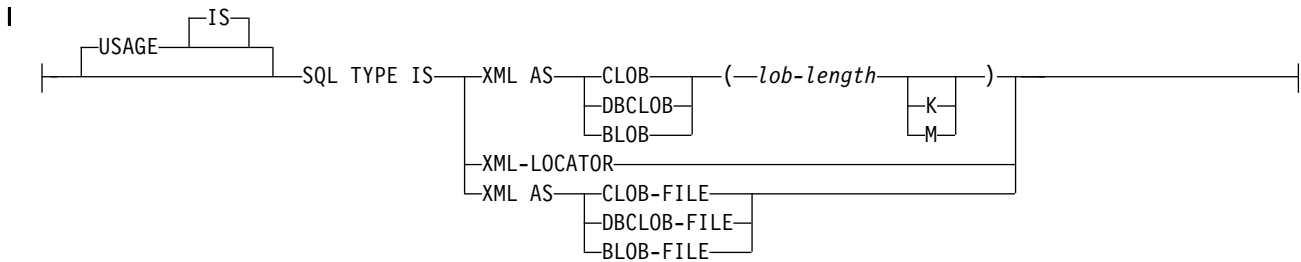 IS
USAGE
SQL TYPE IS XML AS CLOB ( lob-length )
DBCLOB K
BLOB M
XML-LOCATOR
XML AS CLOB-FILE
DBCLOB-FILE
BLOB-FILE